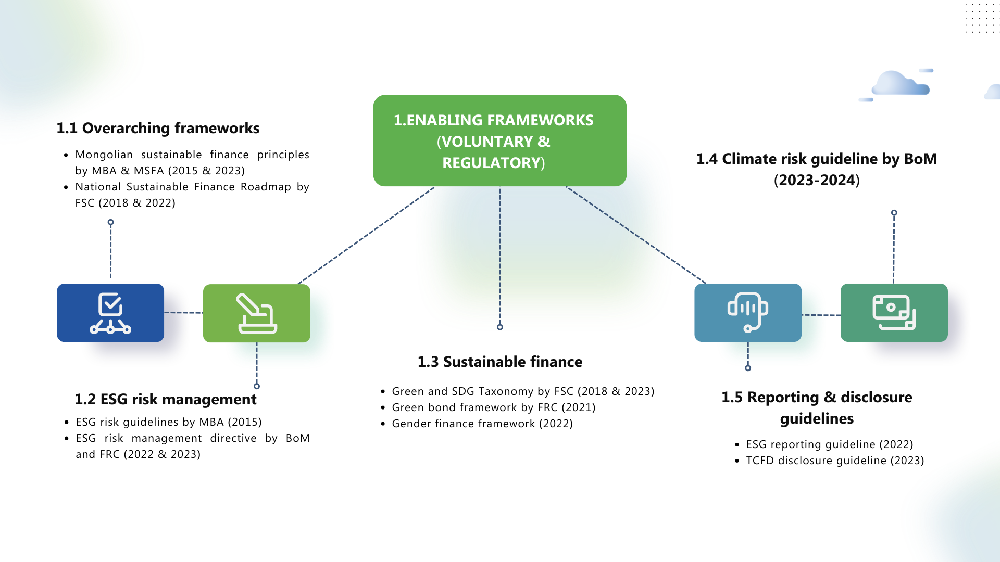 1.ENABLING FRAMEWORKS
(VOLUNTARY &
REGULATORY)
1.1 Overarching frameworks
• Mongolian sustainable finance principles
by MBA & MSFA (2015 & 2023)
• National Sustainable Finance Roadmap by
FSC (2018 & 2022)
1.2 ESG risk management
• ESG risk guidelines by MBA (2015)
• ESG risk management directive by BoM
and FRC (2022 & 2023)
1.3 Sustainable finance
• Green and SDG Taxonomy by FSC (2018 & 2023)
• Green bond framework by FRC (2021)
• Gender finance framework (2022)
1.4 Climate risk guideline by BoM
(2023-2024)
1.5 Reporting & disclosure
guidelines
• ESG reporting guideline (2022)
• TCFD disclosure guideline (2023)